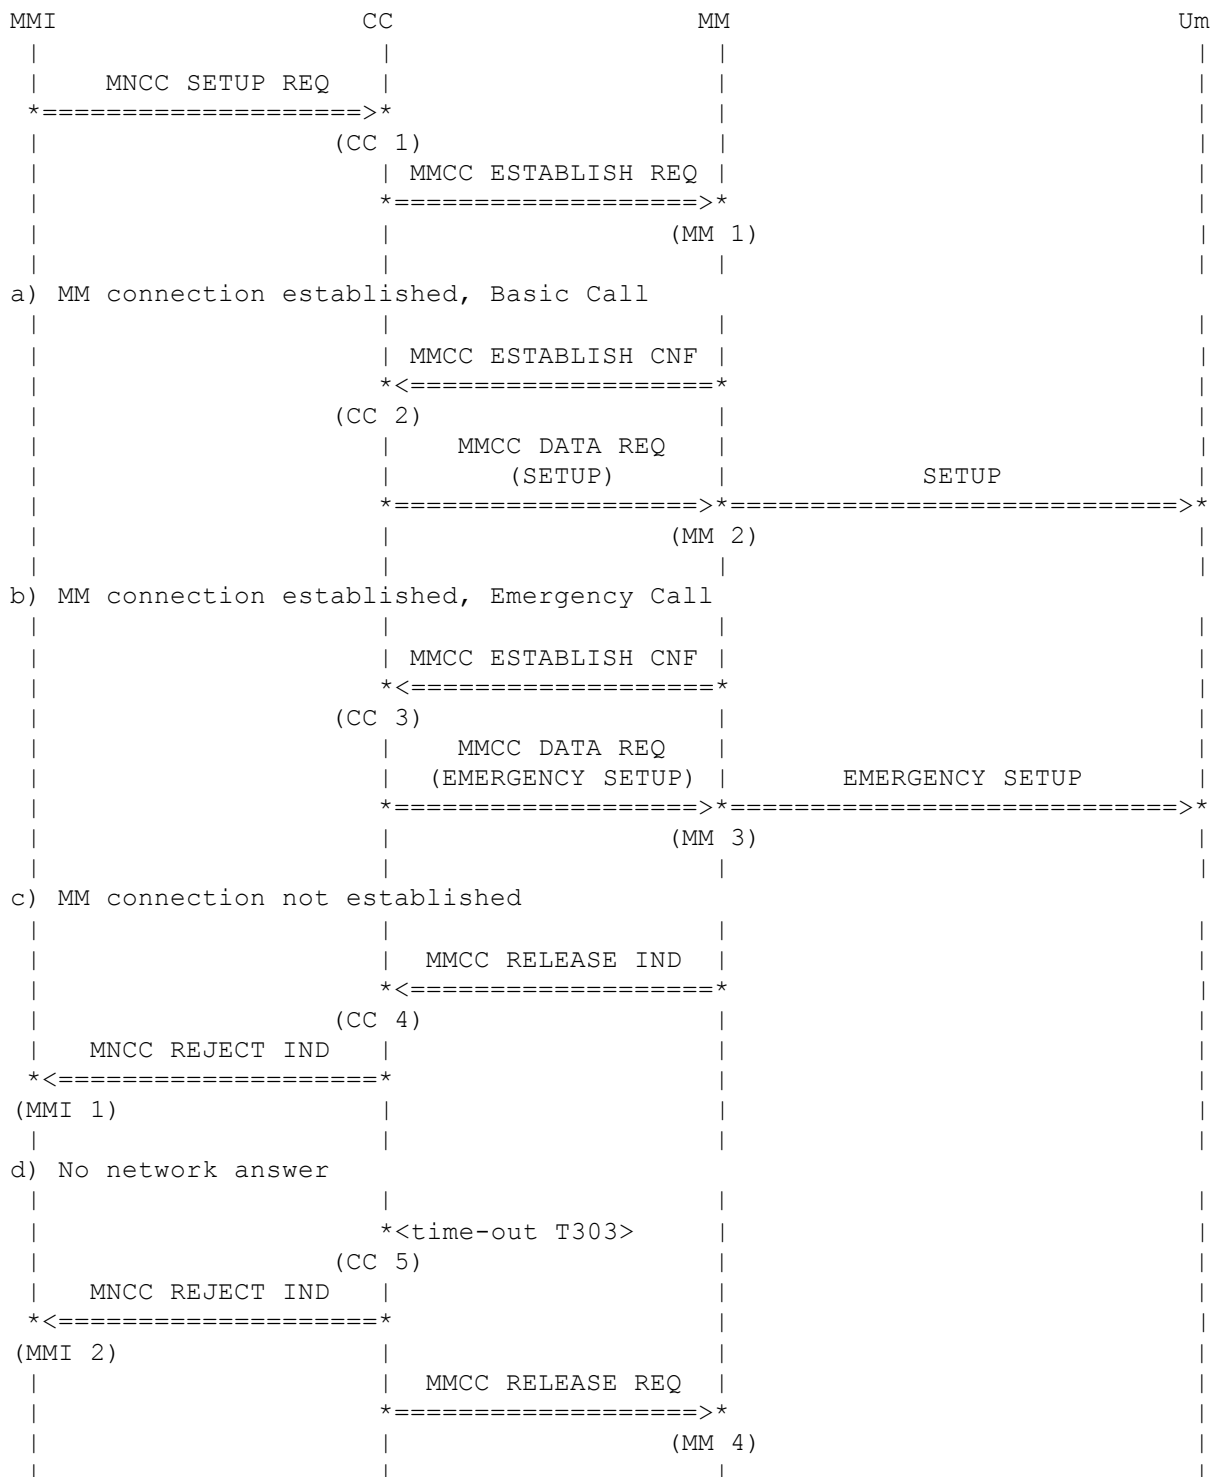 MMI CC MM Um
MNCC SETUP REQ
*====================>*
(CC 1)
MMCC ESTABLISH REQ
*===================>*
(MM 1)
a) MM connection established, Basic Call
MMCC ESTABLISH CNF
*<===================*
(CC 2)
MMCC DATA REQ
(SETUP) SETUP
*===================>*============================>*
(MM 2)
b) MM connection established, Emergency Call
MMCC ESTABLISH CNF
*<===================*
(CC 3)
MMCC DATA REQ
(EMERGENCY SETUP) EMERGENCY SETUP
*===================>*============================>*
(MM 3)
c) MM connection not established
MMCC RELEASE IND
*<===================*
(CC 4)
MNCC REJECT IND
*<====================*
(MMI 1)
d) No network answer
*<time-out T303>
(CC 5)
MNCC REJECT IND
*<====================*
(MMI 2)
MMCC RELEASE REQ
*===================>*
(MM 4)